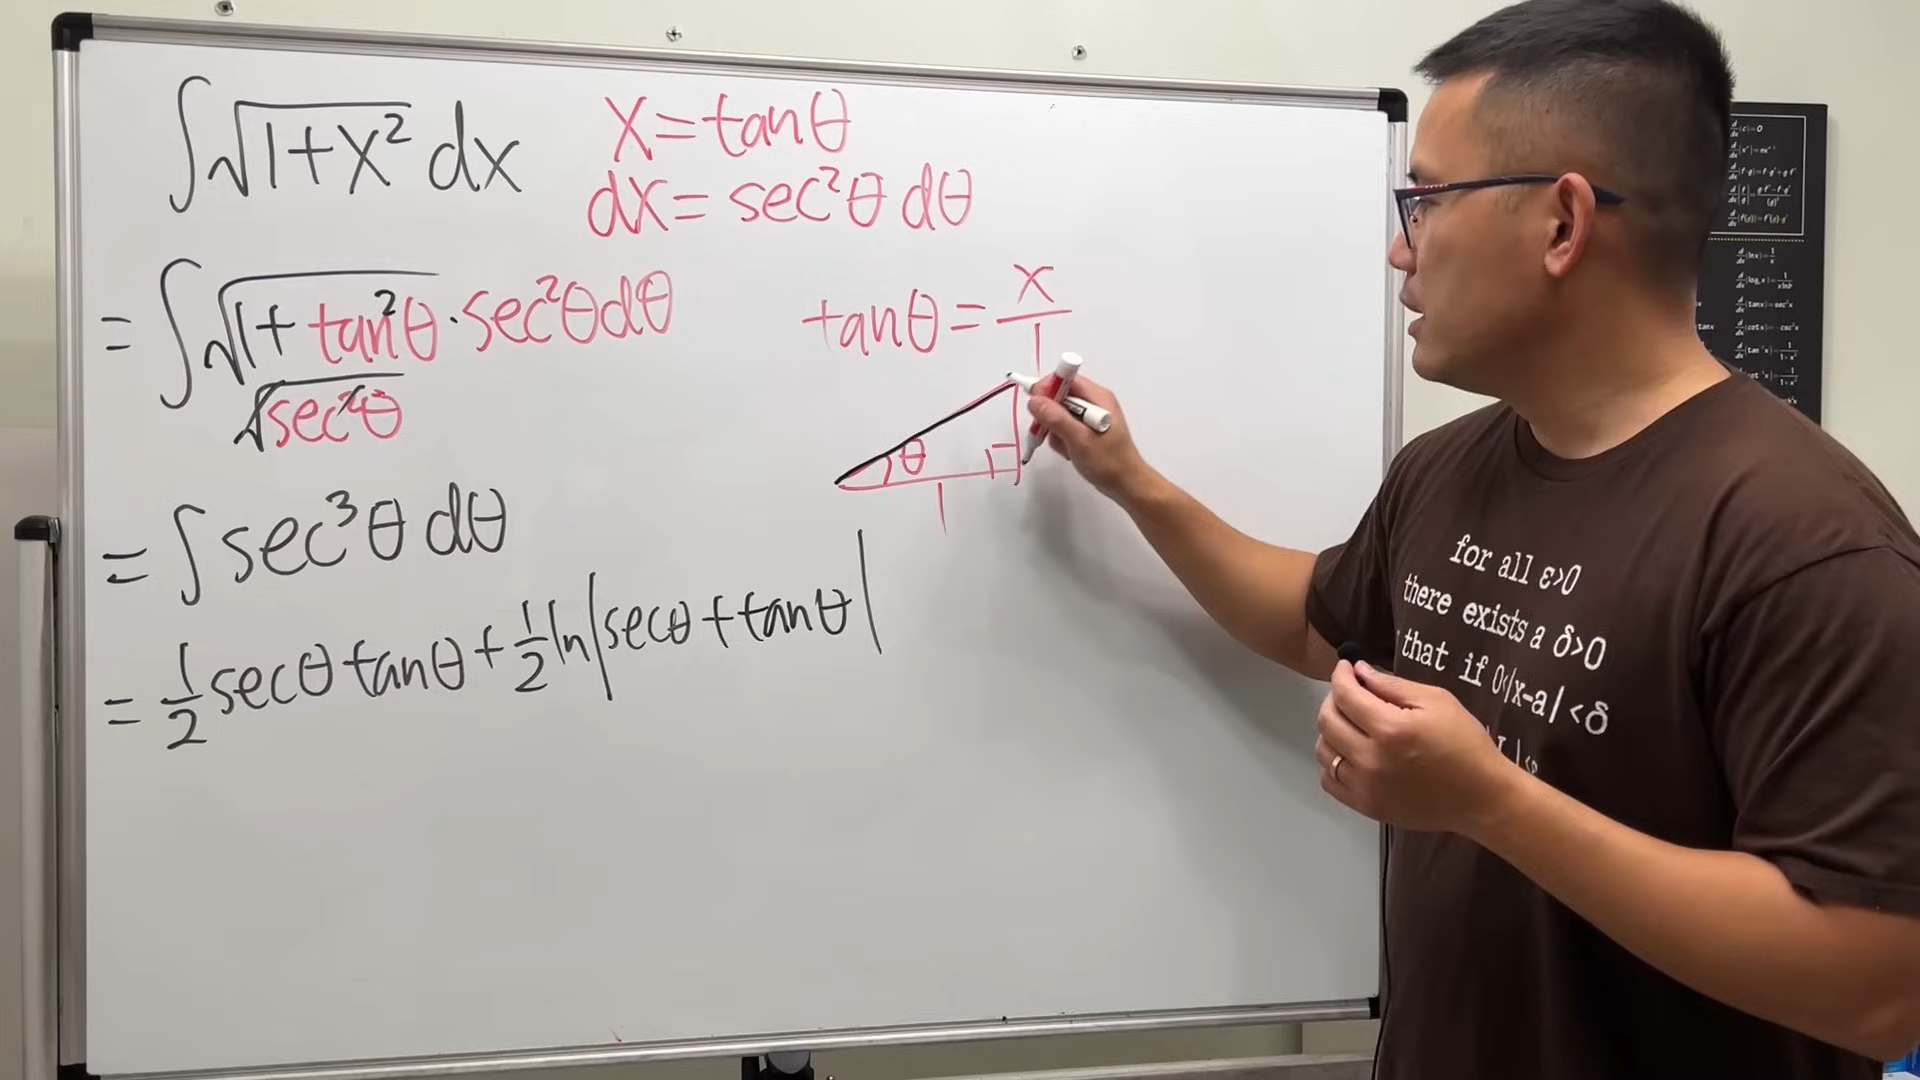 ∫√(1+x²) dx
x = tanθ
dx = sec²θ dθ
= ∫√(1+tan²θ) · sec²θ dθ
√(sec²θ)
tanθ = x/1
θ
1
= ∫ sec³θ dθ
= 1/2 secθ tanθ + 1/2 ln|secθ + tanθ|
for all ε>0
there exists a δ>0
that if 0<|x-a|<δ